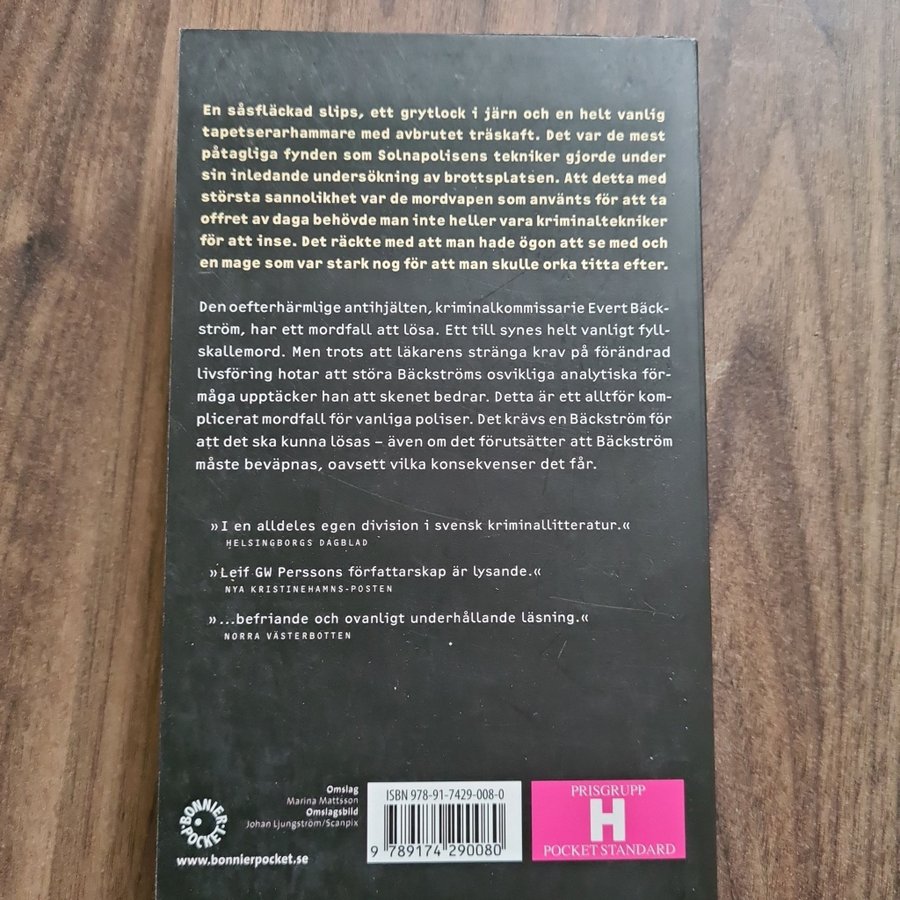 En såsfläckad slips, ett grytlock i järn och en helt vanlig
tapetserarhammare med avbrutet träskaft. Det var de mest
påtagliga fynden som Solnapolisens tekniker gjorde under
sin inledande undersökning av brottsplatsen. Att detta med
största sannolikhet var de mordvapen som använts för att ta
offret av daga behövde man inte heller vara kriminaltekniker
för att inse. Det räckte med att man hade ögon att se med och
en mage som var stark nog för att man skulle orka titta efter.
Den oefterhärmlige antihjälten, kriminalkommissarie Evert Bäck-
ström, har ett mordfall att lösa. Ett till synes helt vanligt fyll-
skallemord. Men trots att läkarens stränga krav på förändrad
livsföring hotar att störa Bäckströms osvikliga analytiska för-
måga upptäcker han att skenet bedrar. Detta är ett alltför kom-
plicerat mordfall för vanliga poliser. Det krävs en Bäckström för
att det ska kunna lösas – även om det förutsätter att Bäckström
måste beväpnas, oavsett vilka konsekvenser det får.
»I en alldeles egen division i svensk kriminallitteratur.«
HELSINGBORGS DAGBLAD
»Leif GW Perssons författarskap är lysande.«
NYA KRISTINEHAMNS-POSTEN
»...befriande och ovanligt underhållande läsning.«
NORRA VÄSTERBOTTEN
Omslag
Marina Mattsson
Omslagsbild
Johan Ljungström/Scanpix
BONNIER
POCKET
www.bonnierpocket.se
ISBN 978-91-7429-008-0
9 789174 290080
PRISGRUPP
H
POCKET STANDARD